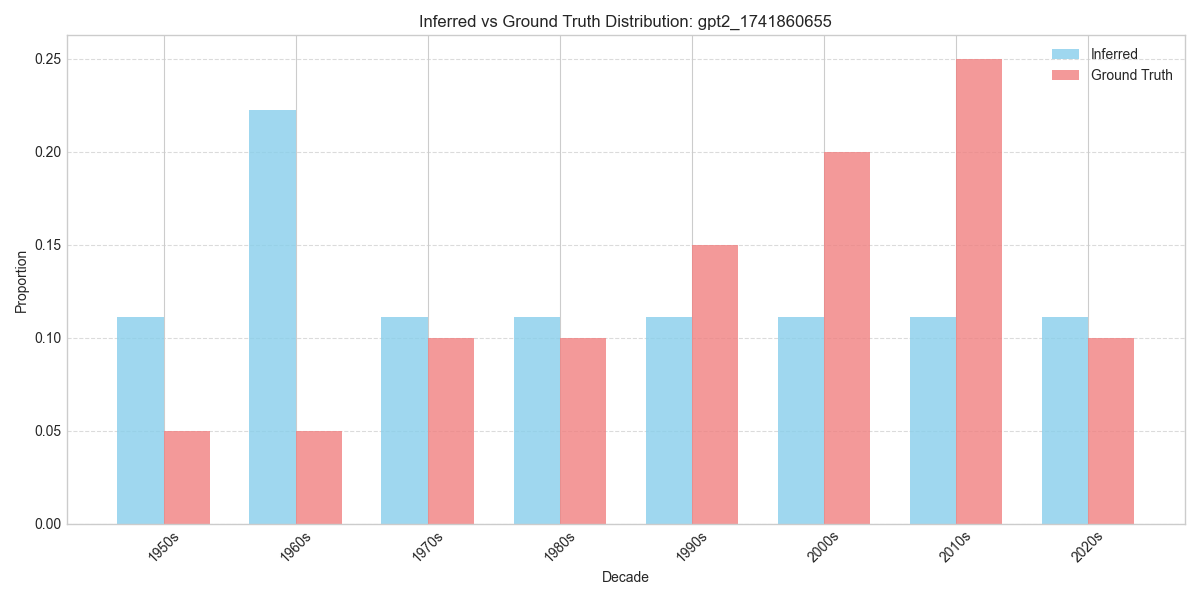 Inferred vs Ground Truth Distribution: gpt2_1741860655
Inferred
Ground Truth
Proportion
0.25
0.20
0.15
0.10
0.05
0.00
1950s
1960s
1970s
1980s
1990s
2000s
2010s
2020s
Decade